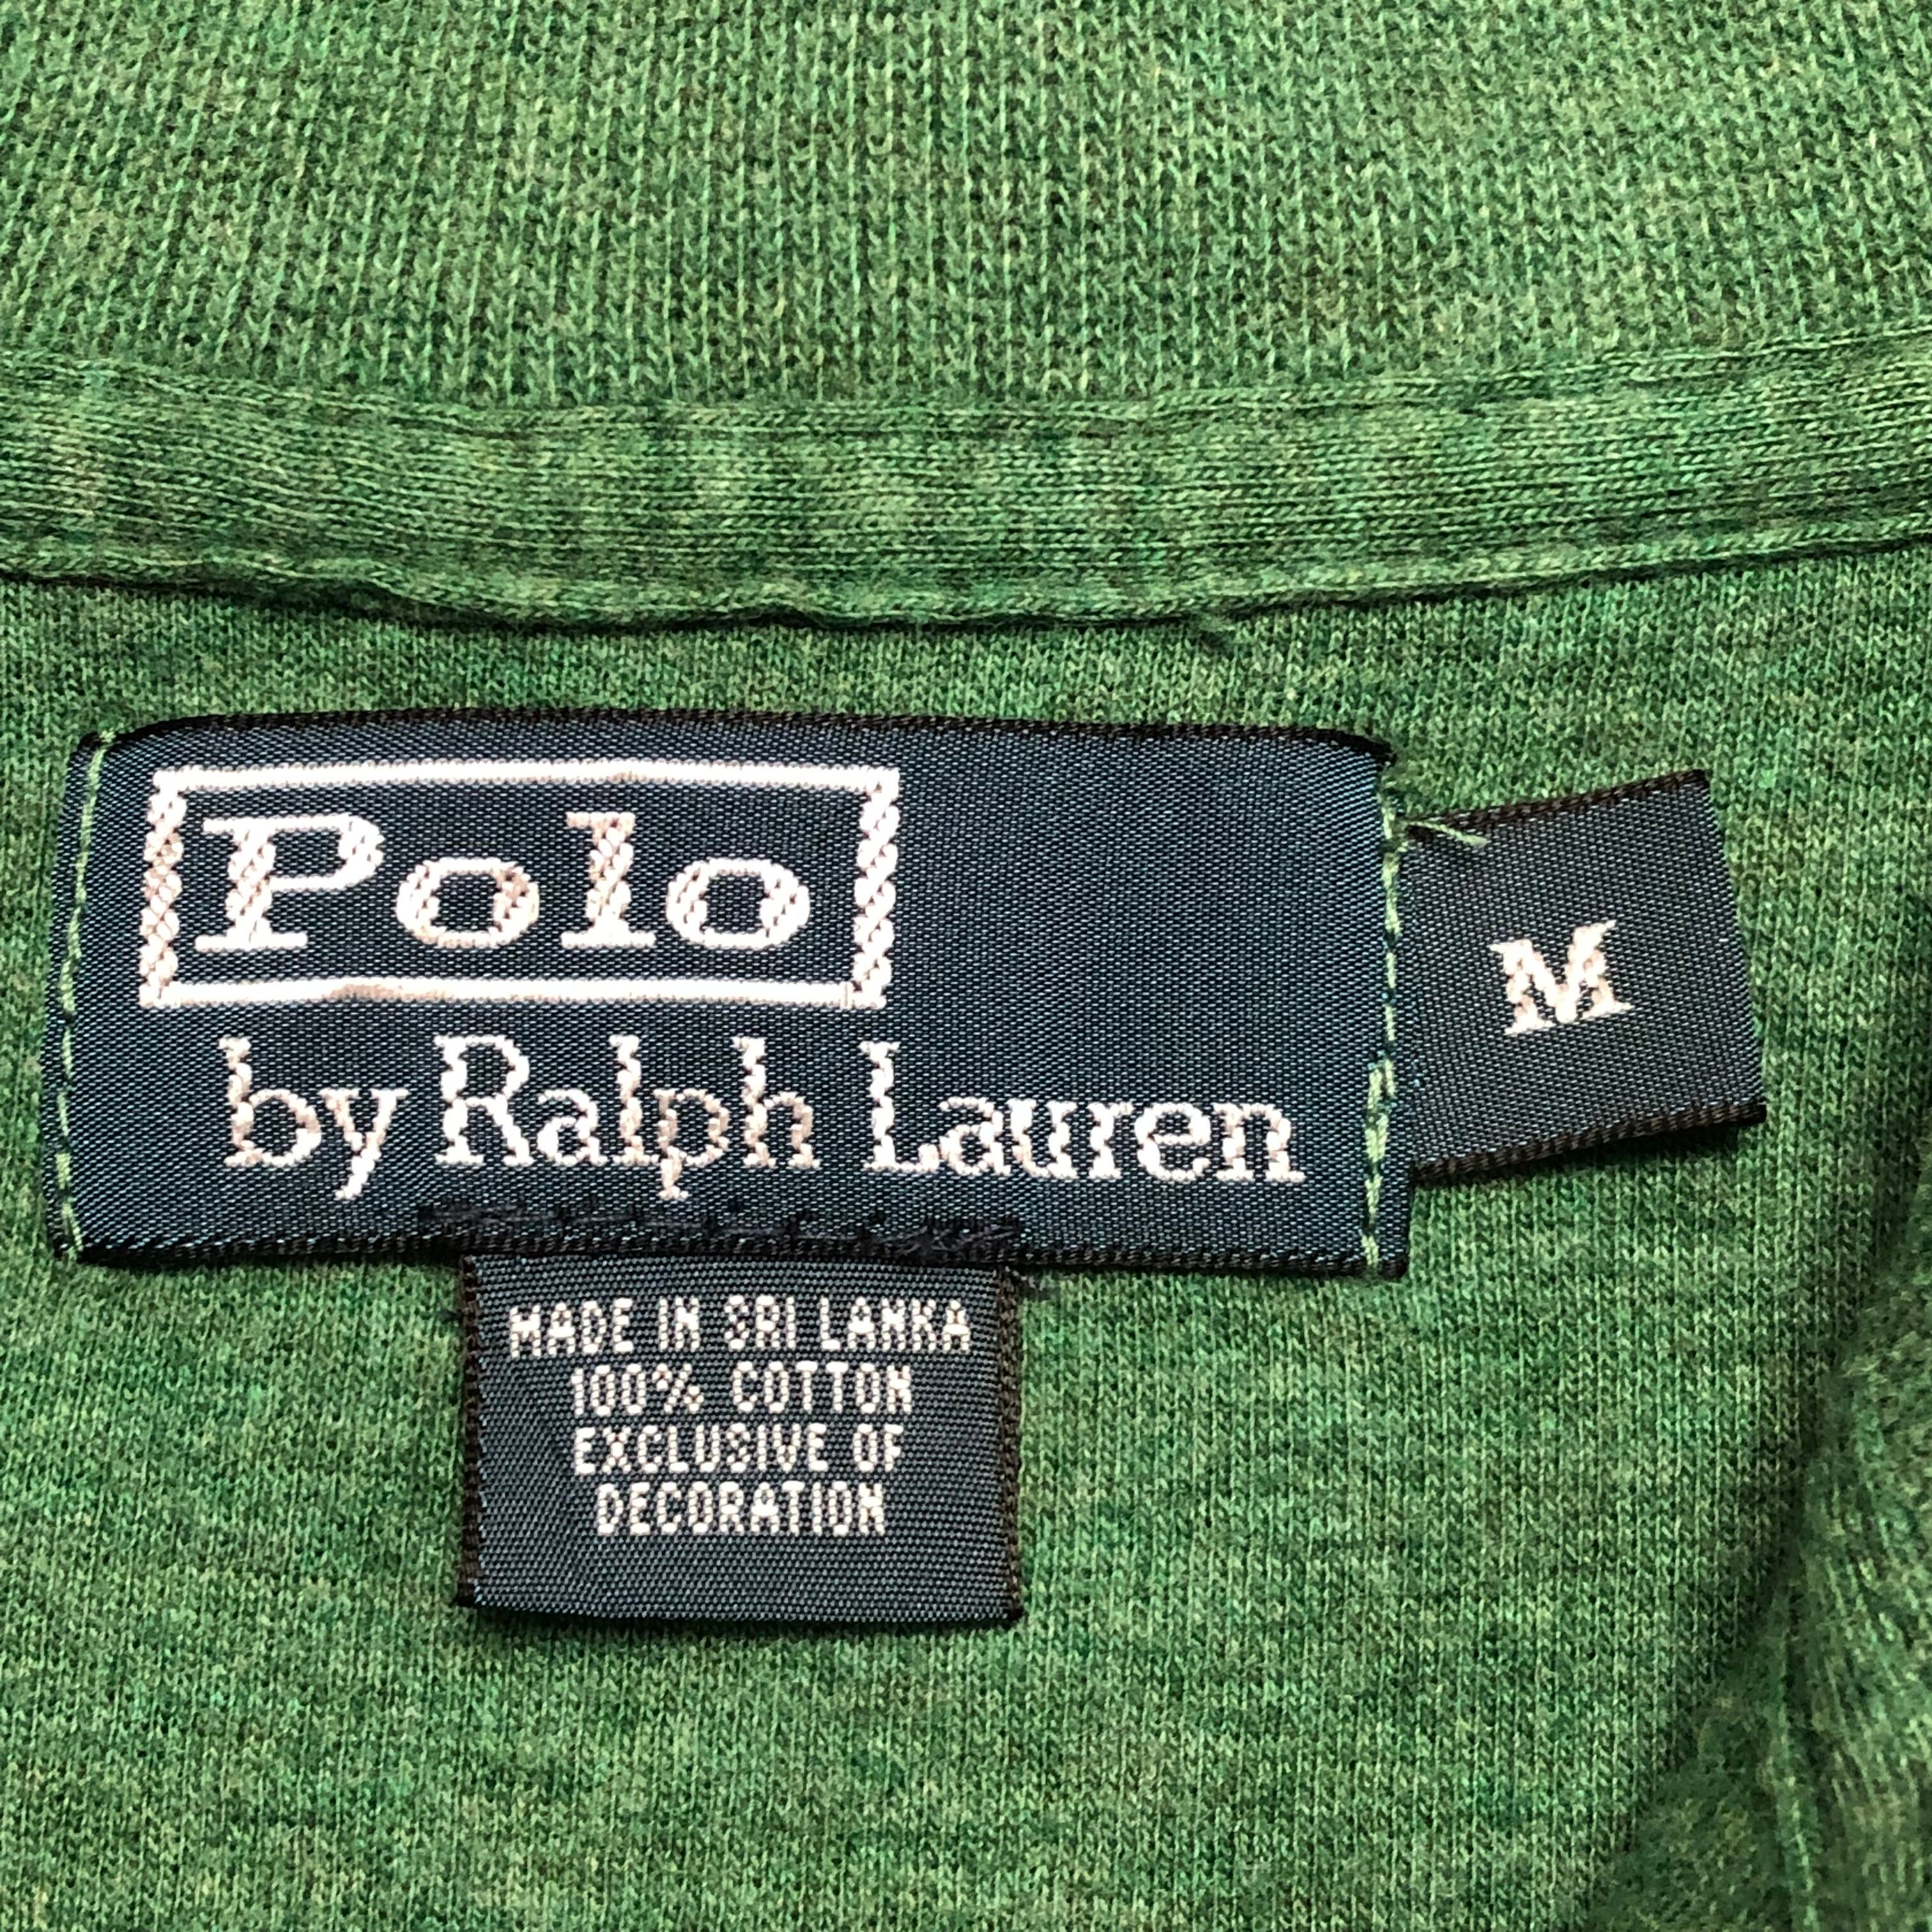 Polo
by Ralph Lauren
M
MADE IN SRI LANKA
100% COTTON
EXCLUSIVE OF
DECORATION